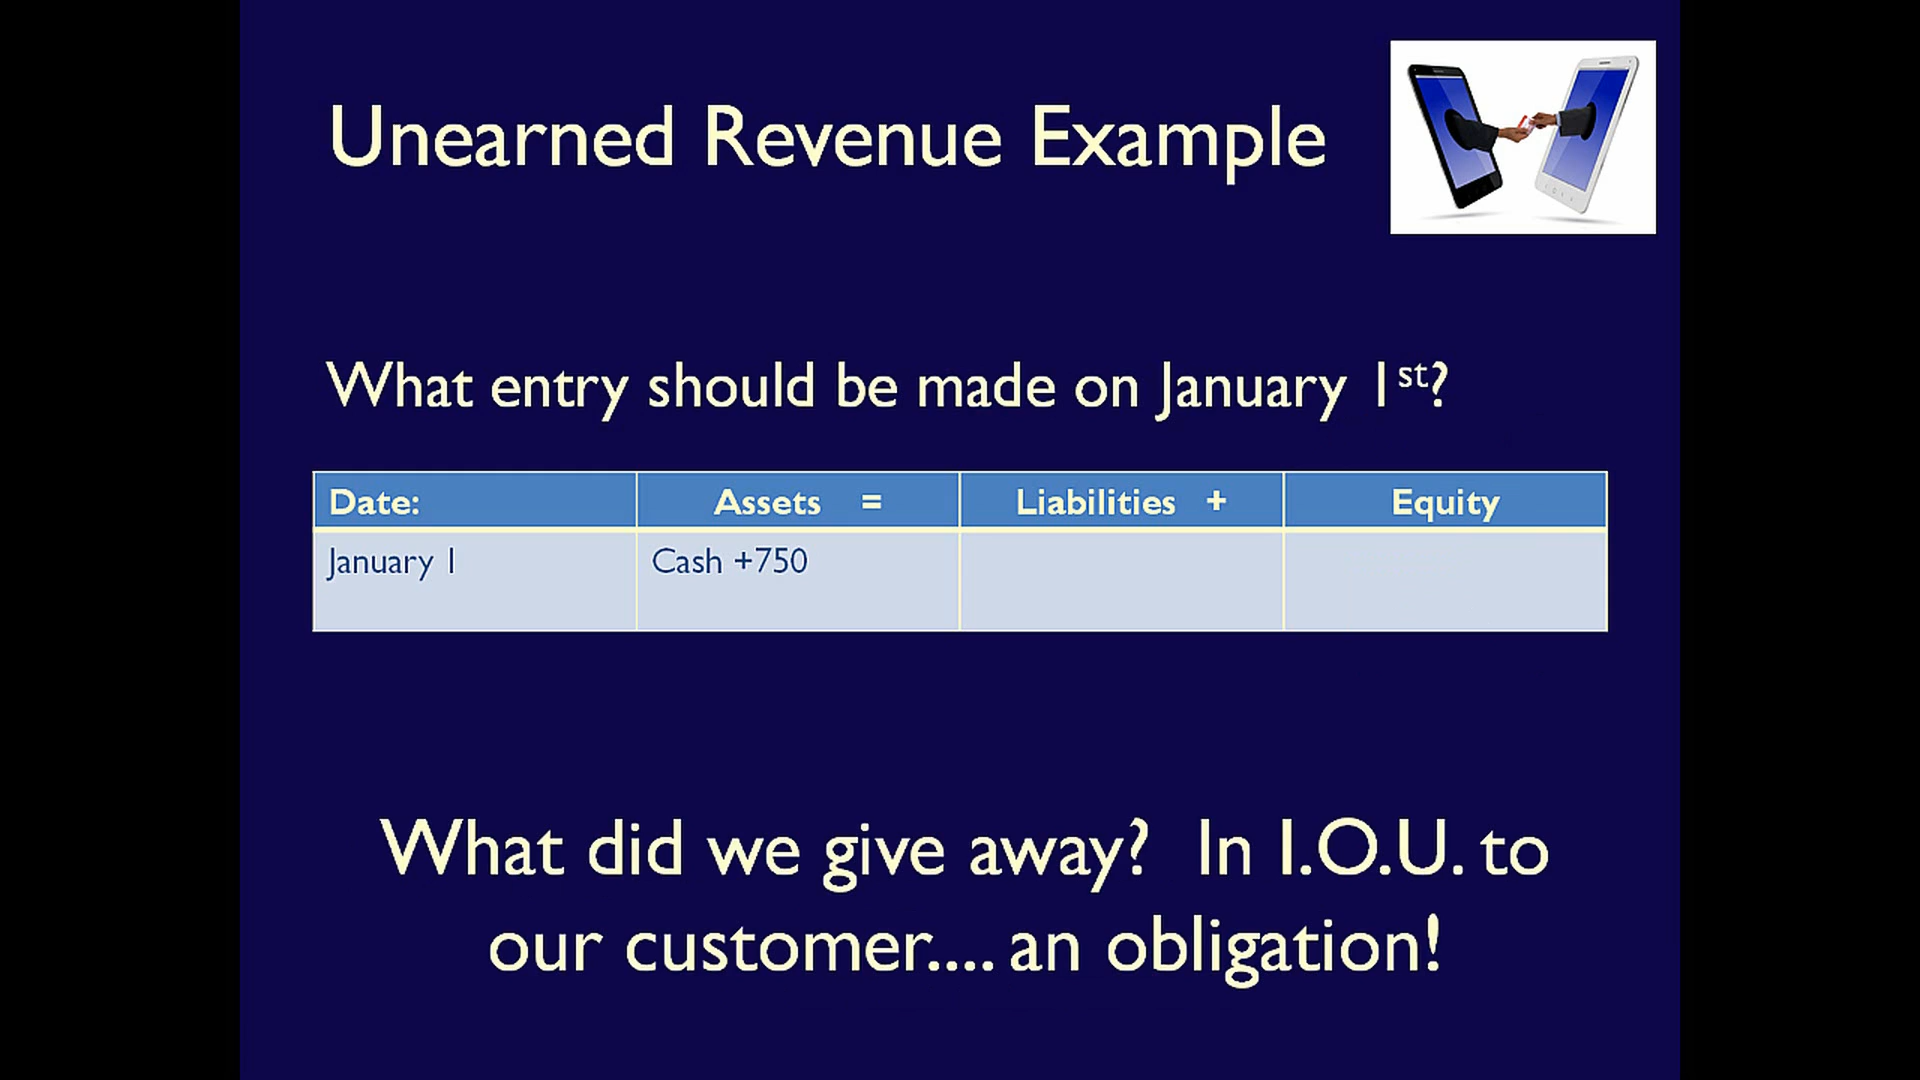 Unearned Revenue Example
What entry should be made on January 1st?
Date: Assets = Liabilities + Equity
January 1 Cash +750
What did we give away? In I.O.U. to
our customer.... an obligation!